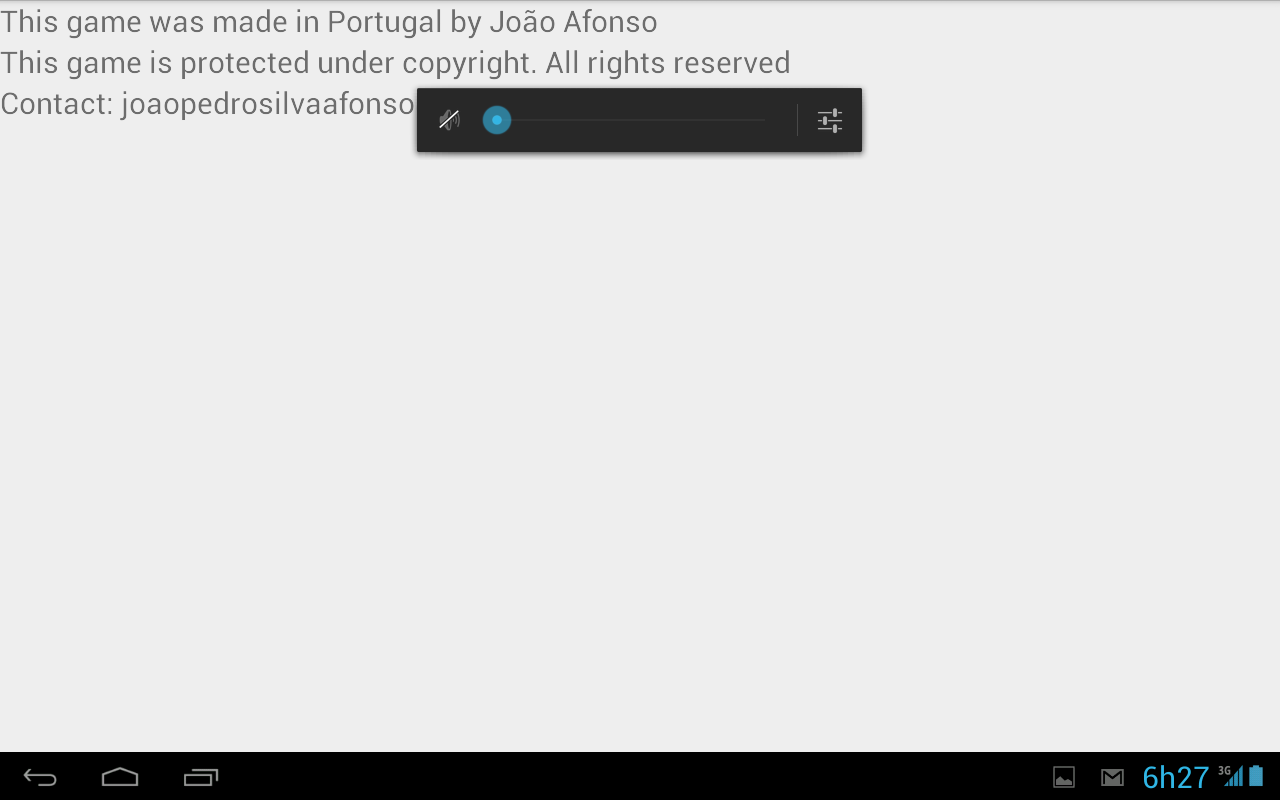 This game was made in Portugal by João Afonso
This game is protected under copyright. All rights reserved
Contact: joaopedrosilvaafonso
6h27
3G